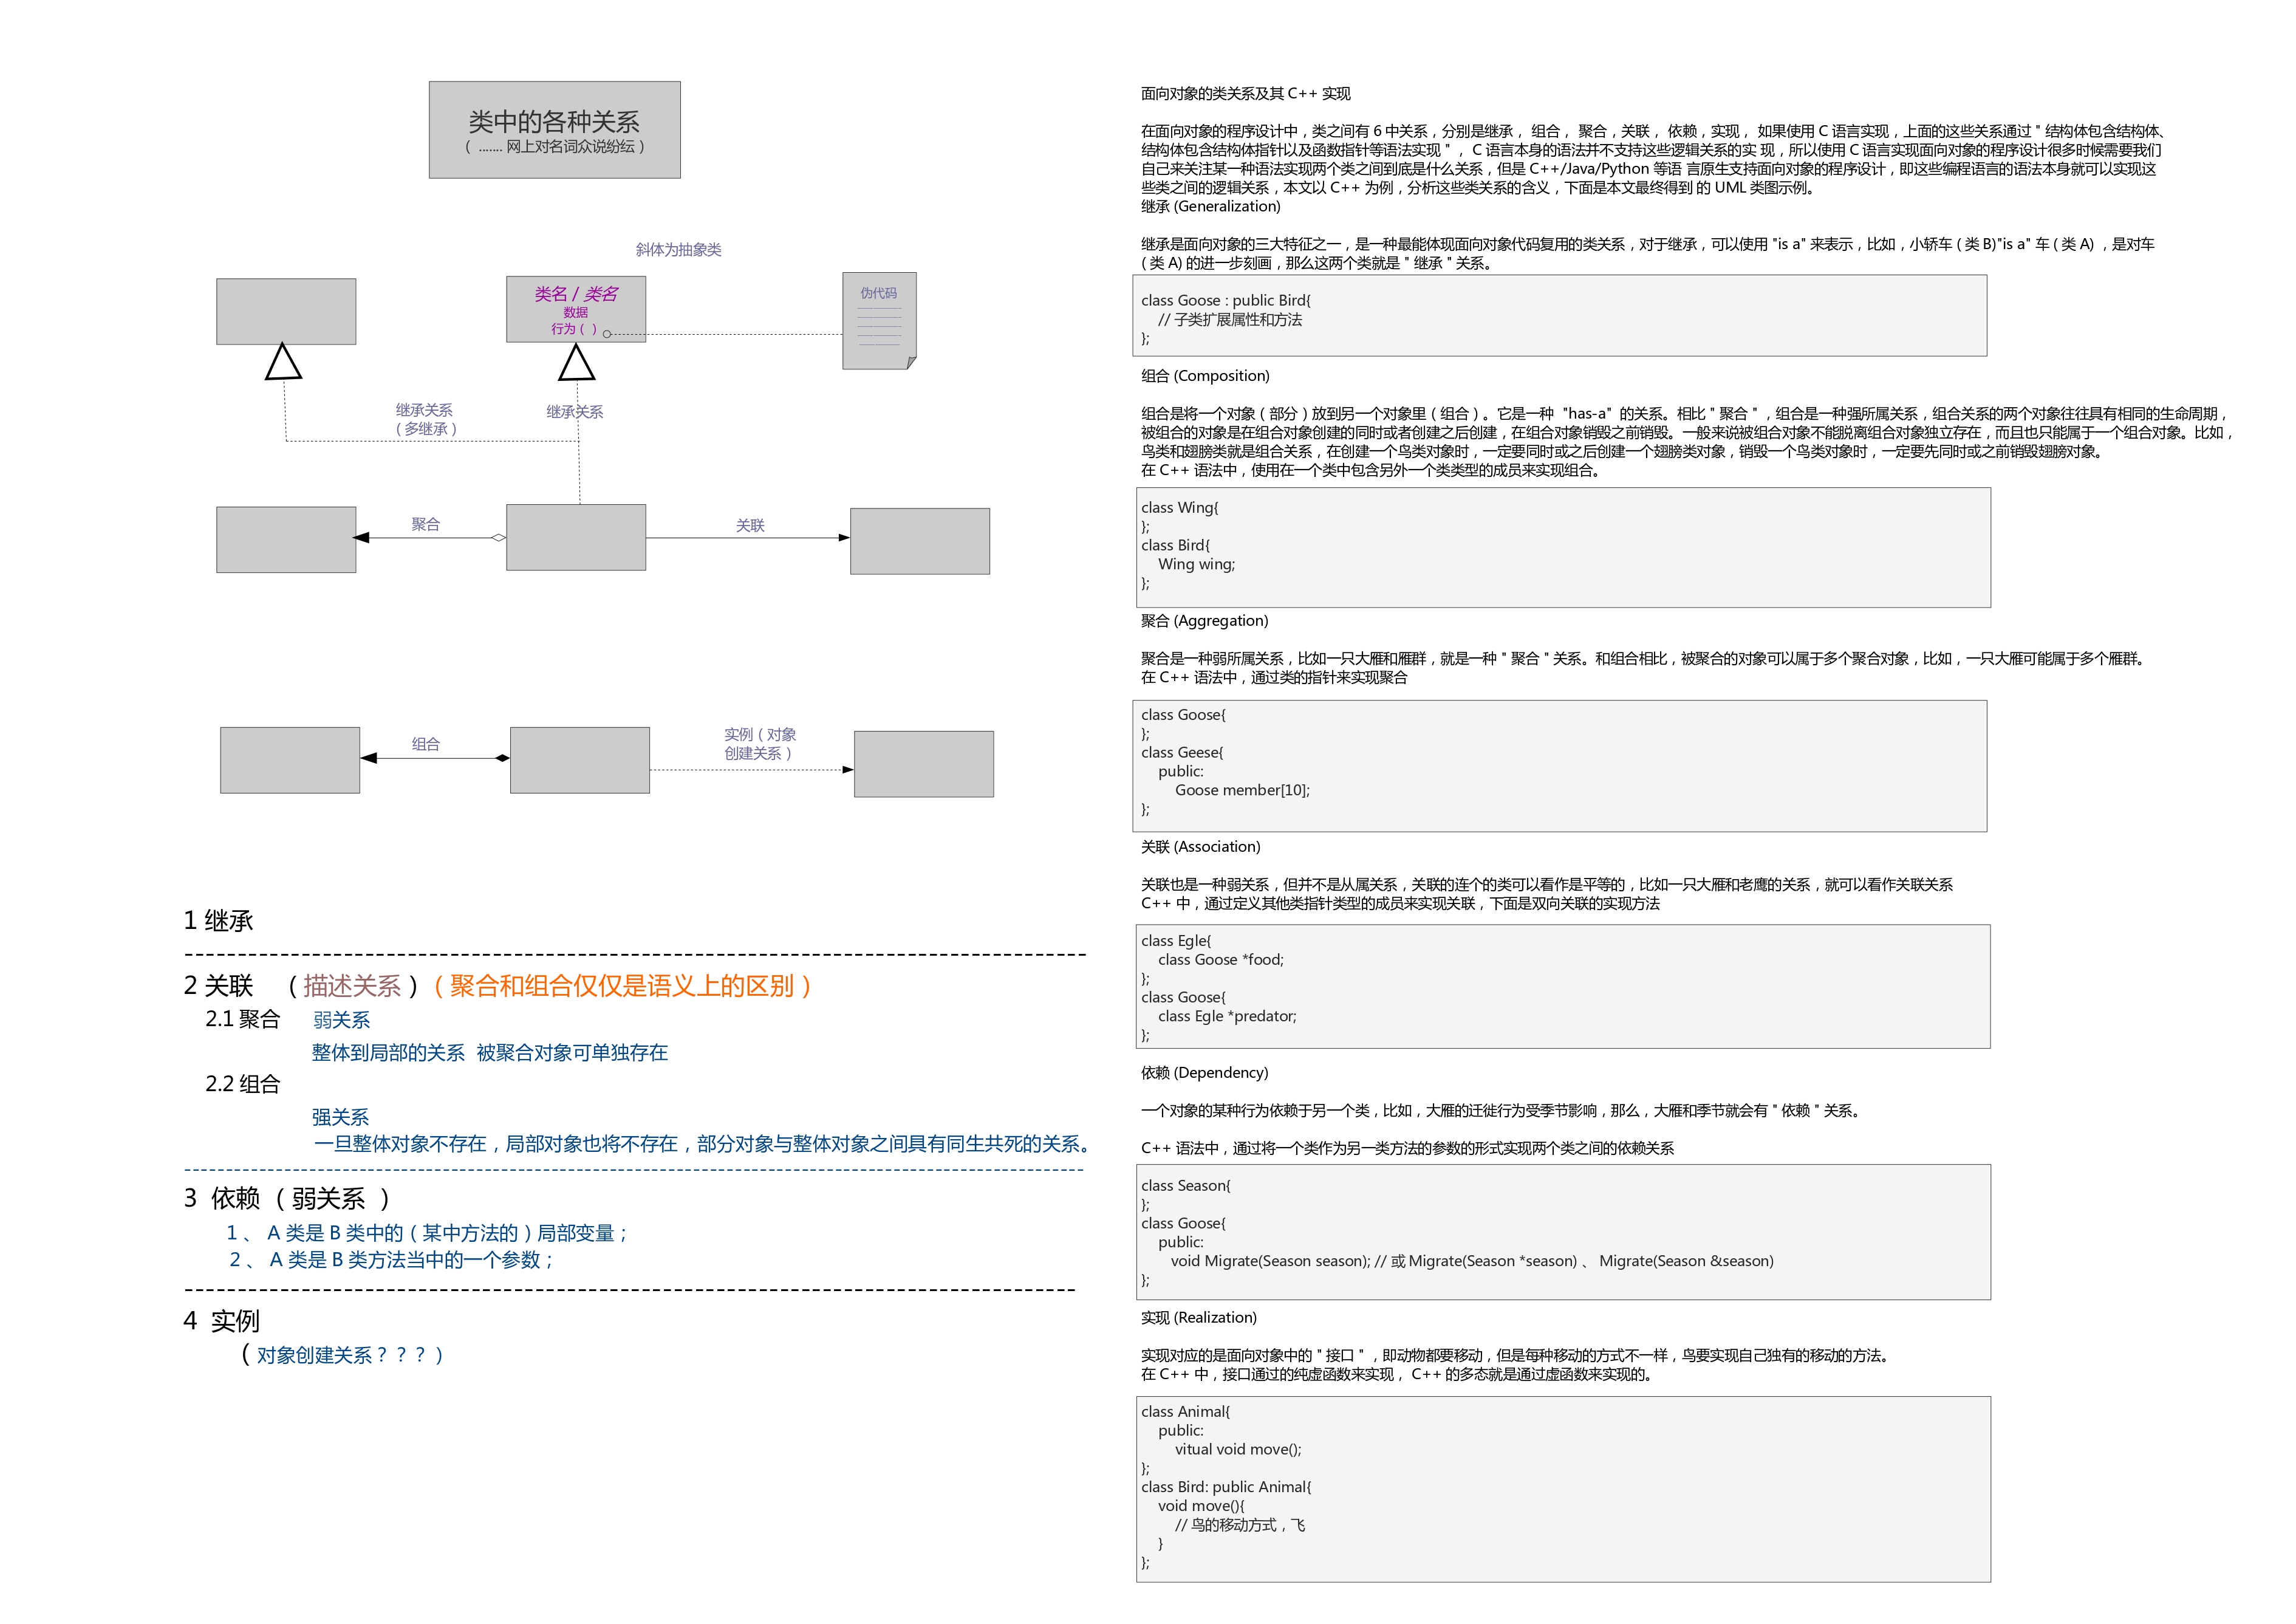 类中的各种关系
（ ....... 网上对名词众说纷纭）
斜体为抽象类
类名 / 类名
数据
行为（ ）
伪代码
继承关系
（多继承）
继承关系
聚合
关联
组合
实例（对象
创建关系）
1 继承
2 关联 （描述关系）（聚合和组合仅仅是语义上的区别）
2.1 聚合 弱关系
整体到局部的关系 被聚合对象可单独存在
2.2 组合
强关系
一旦整体对象不存在，局部对象也将不存在，部分对象与整体对象之间具有同生共死的关系。
3 依赖 （弱关系 ）
1 、 A 类是 B 类中的（某中方法的）局部变量；
2 、 A 类是 B 类方法当中的一个参数；
4 实例
（ 对象创建关系？？？）
面向对象的类关系及其 C++ 实现
在面向对象的程序设计中，类之间有 6 中关系，分别是继承， 组合， 聚合，关联， 依赖，实现， 如果使用 C 语言实现，上面的这些关系通过 " 结构体包含结构体、
结构体包含结构体指针以及函数指针等语法实现 " ， C 语言本身的语法并不支持这些逻辑关系的实 现，所以使用 C 语言实现面向对象的程序设计很多时候需要我们
自己来关注某一种语法实现两个类之间到底是什么关系，但是 C++/Java/Python 等语 言原生支持面向对象的程序设计，即这些编程语言的语法本身就可以实现这
些类之间的逻辑关系，本文以 C++ 为例，分析这些类关系的含义，下面是本文最终得到 的 UML 类图示例。
继承 (Generalization)
继承是面向对象的三大特征之一，是一种最能体现面向对象代码复用的类关系，对于继承，可以使用 "is a" 来表示，比如，小轿车 ( 类 B)"is a" 车 ( 类 A) ，是对车
( 类 A) 的进一步刻画，那么这两个类就是 " 继承 " 关系。
class Goose : public Bird{
// 子类扩展属性和方法
};
组合 (Composition)
组合是将一个对象（部分）放到另一个对象里（组合）。它是一种 "has-a" 的关系。相比 " 聚合 " ，组合是一种强所属关系，组合关系的两个对象往往具有相同的生命周期，
被组合的对象是在组合对象创建的同时或者创建之后创建，在组合对象销毁之前销毁。一般来说被组合对象不能脱离组合对象独立存在，而且也只能属于一个组合对象。比如，
鸟类和翅膀类就是组合关系，在创建一个鸟类对象时，一定要同时或之后创建一个翅膀类对象，销毁一个鸟类对象时，一定要先同时或之前销毁翅膀对象。
在 C++ 语法中，使用在一个类中包含另外一个类类型的成员来实现组合。
class Wing{
};
class Bird{
Wing wing;
};
聚合 (Aggregation)
聚合是一种弱所属关系，比如一只大雁和雁群，就是一种 " 聚合 " 关系。和组合相比，被聚合的对象可以属于多个聚合对象，比如，一只大雁可能属于多个雁群。
在 C++ 语法中，通过类的指针来实现聚合
class Goose{
};
class Geese{
public:
Goose member[10];
};
关联 (Association)
关联也是一种弱关系，但并不是从属关系，关联的连个的类可以看作是平等的，比如一只大雁和老鹰的关系，就可以看作关联关系
C++ 中，通过定义其他类指针类型的成员来实现关联，下面是双向关联的实现方法
class Egle{
class Goose *food;
};
class Goose{
class Egle *predator;
};
依赖 (Dependency)
一个对象的某种行为依赖于另一个类，比如，大雁的迁徙行为受季节影响，那么，大雁和季节就会有 " 依赖 " 关系。
C++ 语法中，通过将一个类作为另一类方法的参数的形式实现两个类之间的依赖关系
class Season{
};
class Goose{
public:
void Migrate(Season season); // 或 Migrate(Season *season) 、 Migrate(Season &season)
};
实现 (Realization)
实现对应的是面向对象中的 " 接口 " ，即动物都要移动，但是每种移动的方式不一样，鸟要实现自己独有的移动的方法。
在 C++ 中，接口通过的纯虚函数来实现， C++ 的多态就是通过虚函数来实现的。
class Animal{
public:
vitual void move();
};
class Bird: public Animal{
void move(){
// 鸟的移动方式，飞
}
};